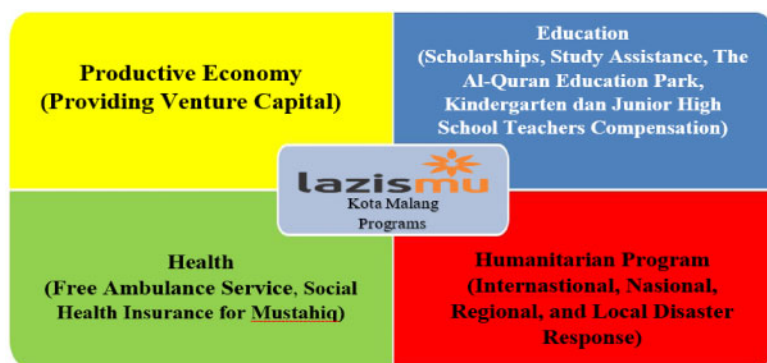 Productive Economy
(Providing Venture Capital)
Education
(Scholarships, Study Assistance, The
Al-Quran Education Park,
Kindergarten dan Junior High
School Teachers Compensation)
lazismu
Kota Malang
Programs
Health
(Free Ambulance Service, Social
Health Insurance for Mustahiq)
Humanitarian Program
(Internastional, Nasional,
Regional, and Local Disaster
Response)